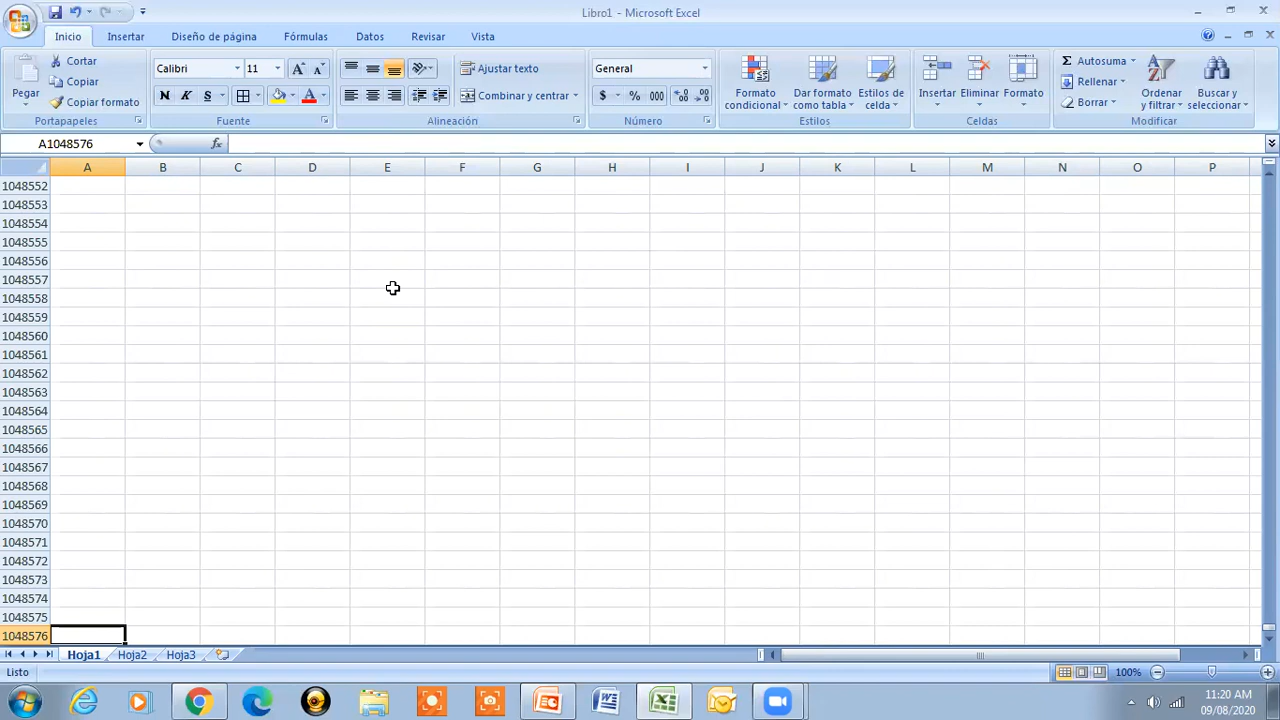 Libro1 - Microsoft Excel
Inicio Insertar Diseño de página Fórmulas Datos Revisar Vista
Pegar
Cortar
Copiar
Copiar formato
Portapapeles
Calibri 11
N K S
Fuente
Ajustar texto
Combinar y centrar
Alineación
General
$ % 000
Número
Formato condicional
Dar formato como tabla
Estilos de celda
Estilos
Insertar Eliminar Formato
Celdas
Σ Autosuma
Rellenar
Borrar
Ordenar y filtrar
Buscar y seleccionar
Modificar
A1048576 fx
A B C D E F G H I J K L M N O P
1048552
1048553
1048554
1048555
1048556
1048557
1048558
1048559
1048560
1048561
1048562
1048563
1048564
1048565
1048566
1048567
1048568
1048569
1048570
1048571
1048572
1048573
1048574
1048575
1048576
Hoja1 Hoja2 Hoja3
Listo 100%
11:20 AM
09/08/2020